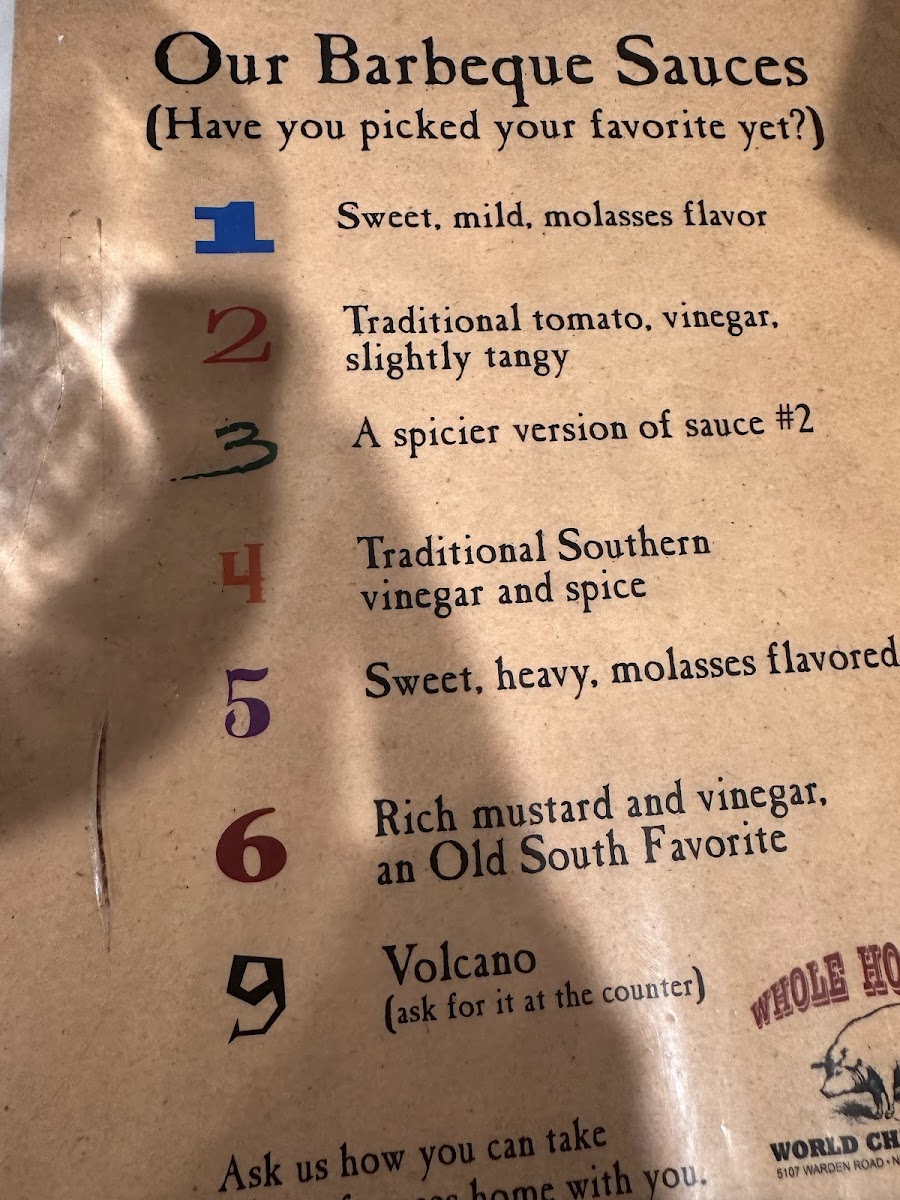 Our Barbeque Sauces
(Have you picked your favorite yet?)
1 Sweet, mild, molasses flavor
2 Traditional tomato, vinegar,
slightly tangy
3 A spicier version of sauce #2
4 Traditional Southern
vinegar and spice
5 Sweet, heavy, molasses flavored
6 Rich mustard and vinegar,
an Old South Favorite
9 Volcano
(ask for it at the counter)
WHOLE HO
WORLD CH
5107 WARDEN ROAD • N
Ask us how you can take
home with you.